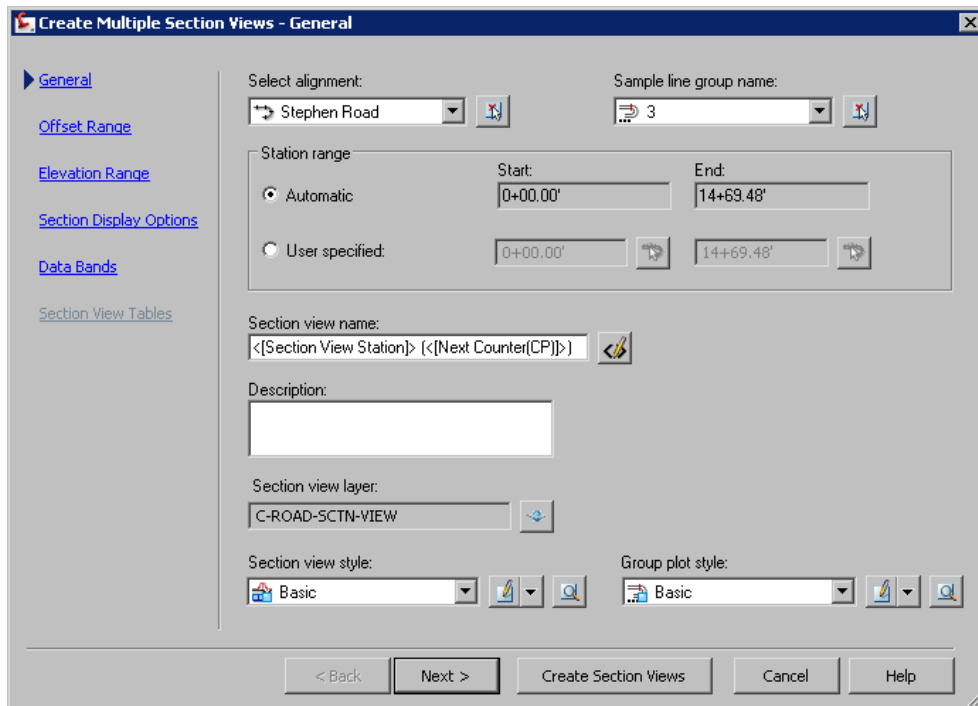 Create Multiple Section Views - General
General
Offset Range
Elevation Range
Section Display Options
Data Bands
Section View Tables
Select alignment:
Sample line group name:
Stephen Road
3
Station range
Start:
End:
Automatic
0+00.00'
14+69.48'
User specified:
0+00.00'
14+69.48'
Section view name:
<[Section View Station]> (<[Next Counter(CP)]>)
Description:
Section view layer:
C-ROAD-SCTN-VIEW
Section view style:
Group plot style:
Basic
Basic
< Back
Next >
Create Section Views
Cancel
Help